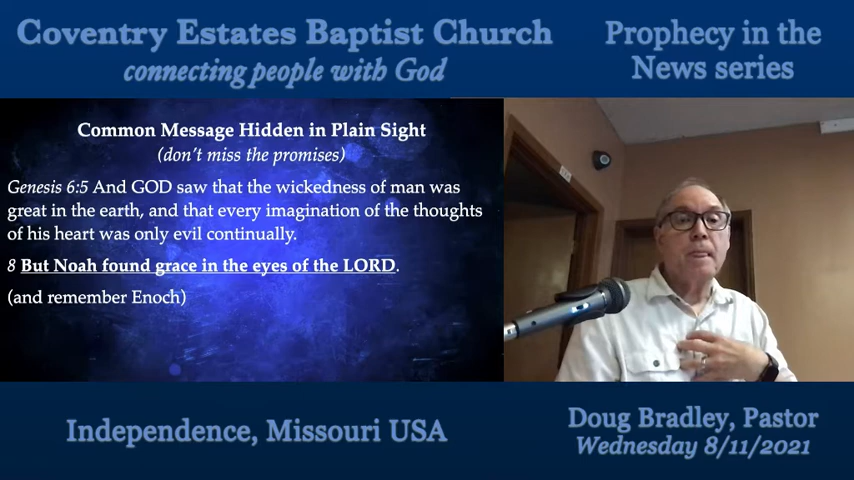 Coventry Estates Baptist Church
connecting people with God
Prophecy in the
News series
Common Message Hidden in Plain Sight
(don't miss the promises)
Genesis 6:5 And GOD saw that the wickedness of man was
great in the earth, and that every imagination of the thoughts
of his heart was only evil continually.
8 But Noah found grace in the eyes of the LORD.
(and remember Enoch)
Independence, Missouri USA
Doug Bradley, Pastor
Wednesday 8/11/2021